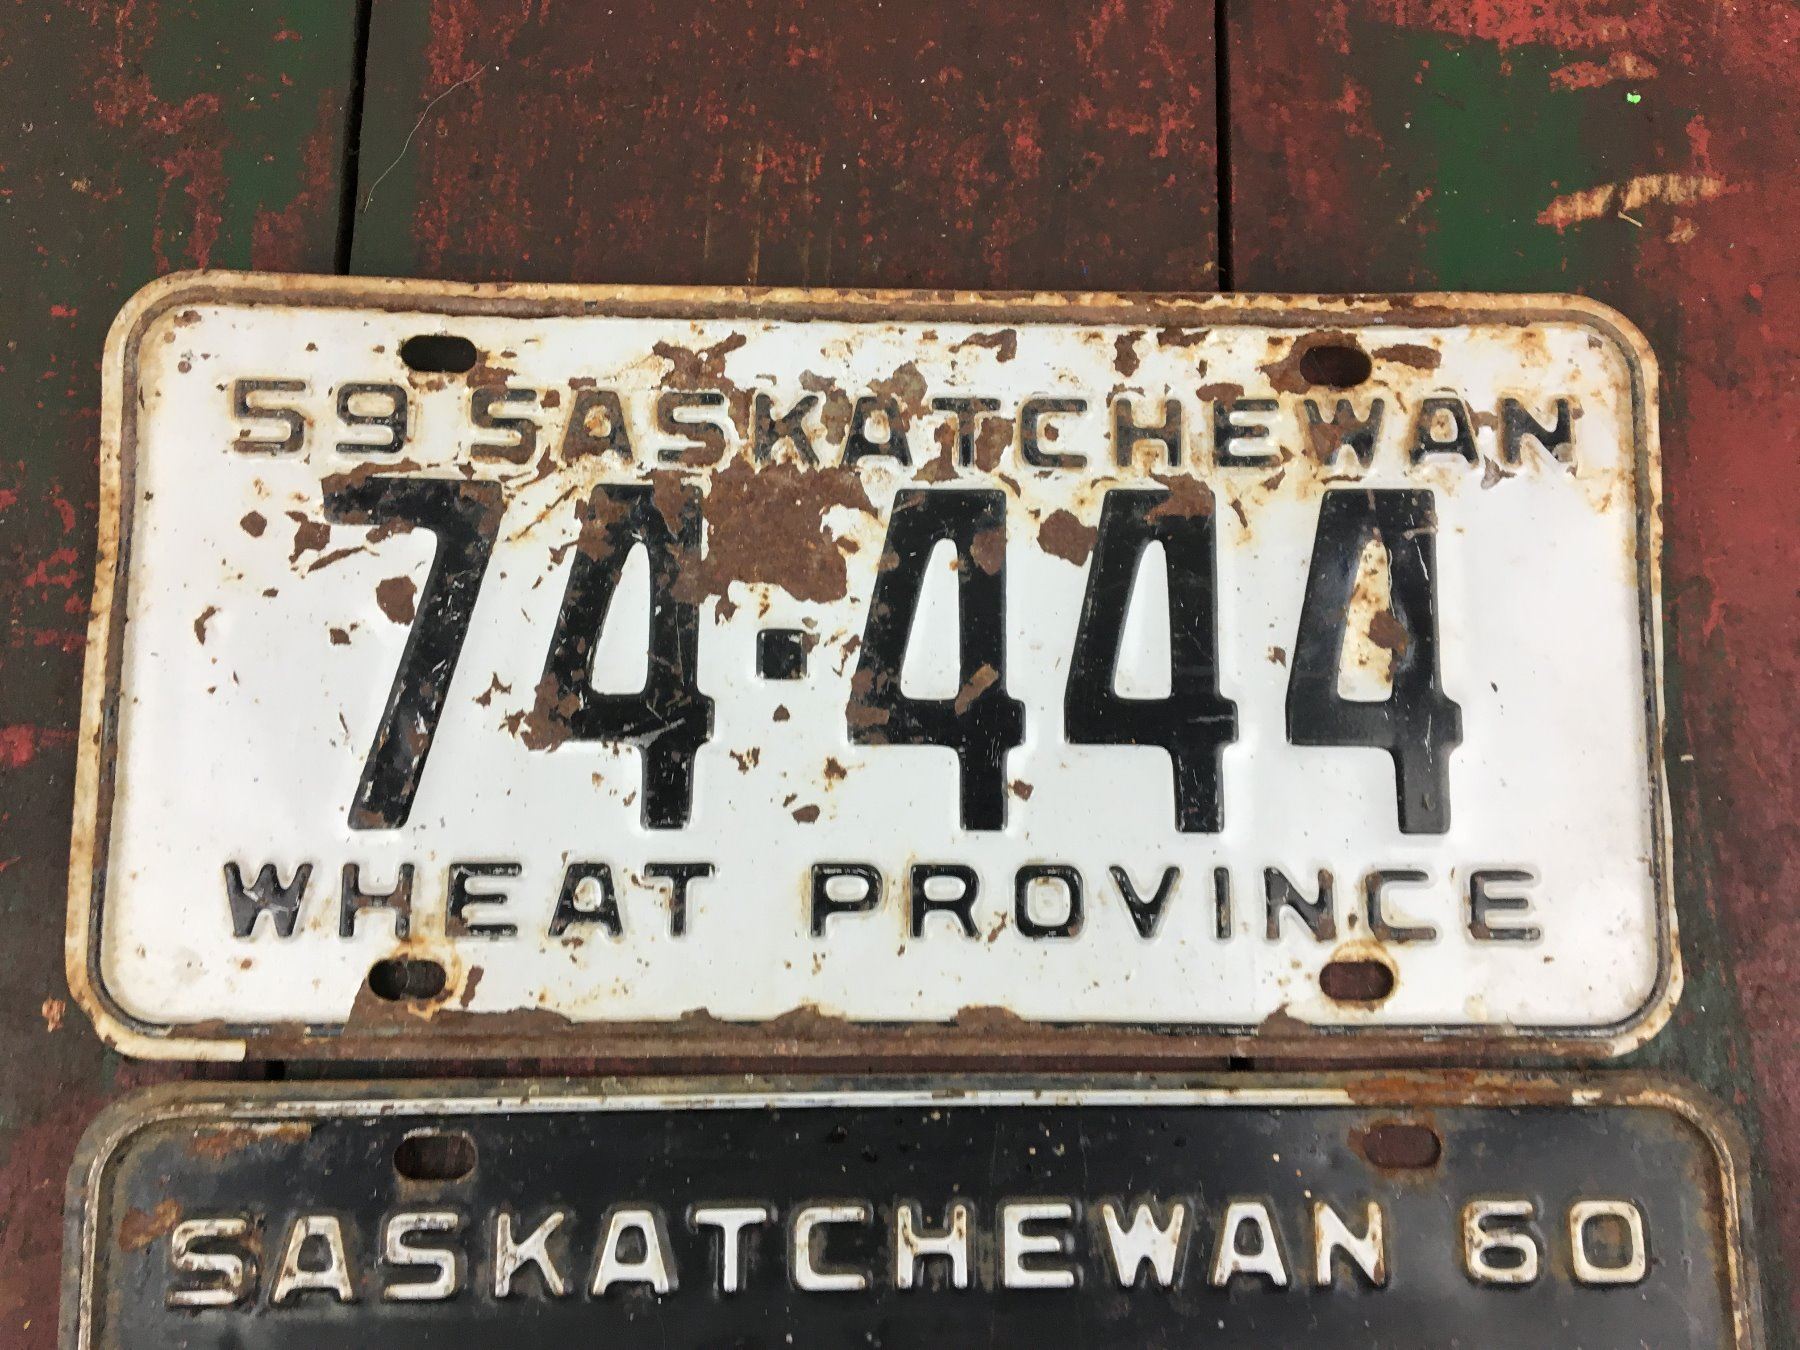 59 SASKATCHEWAN
74-444
WHEAT PROVINCE
SASKATCHEWAN 60